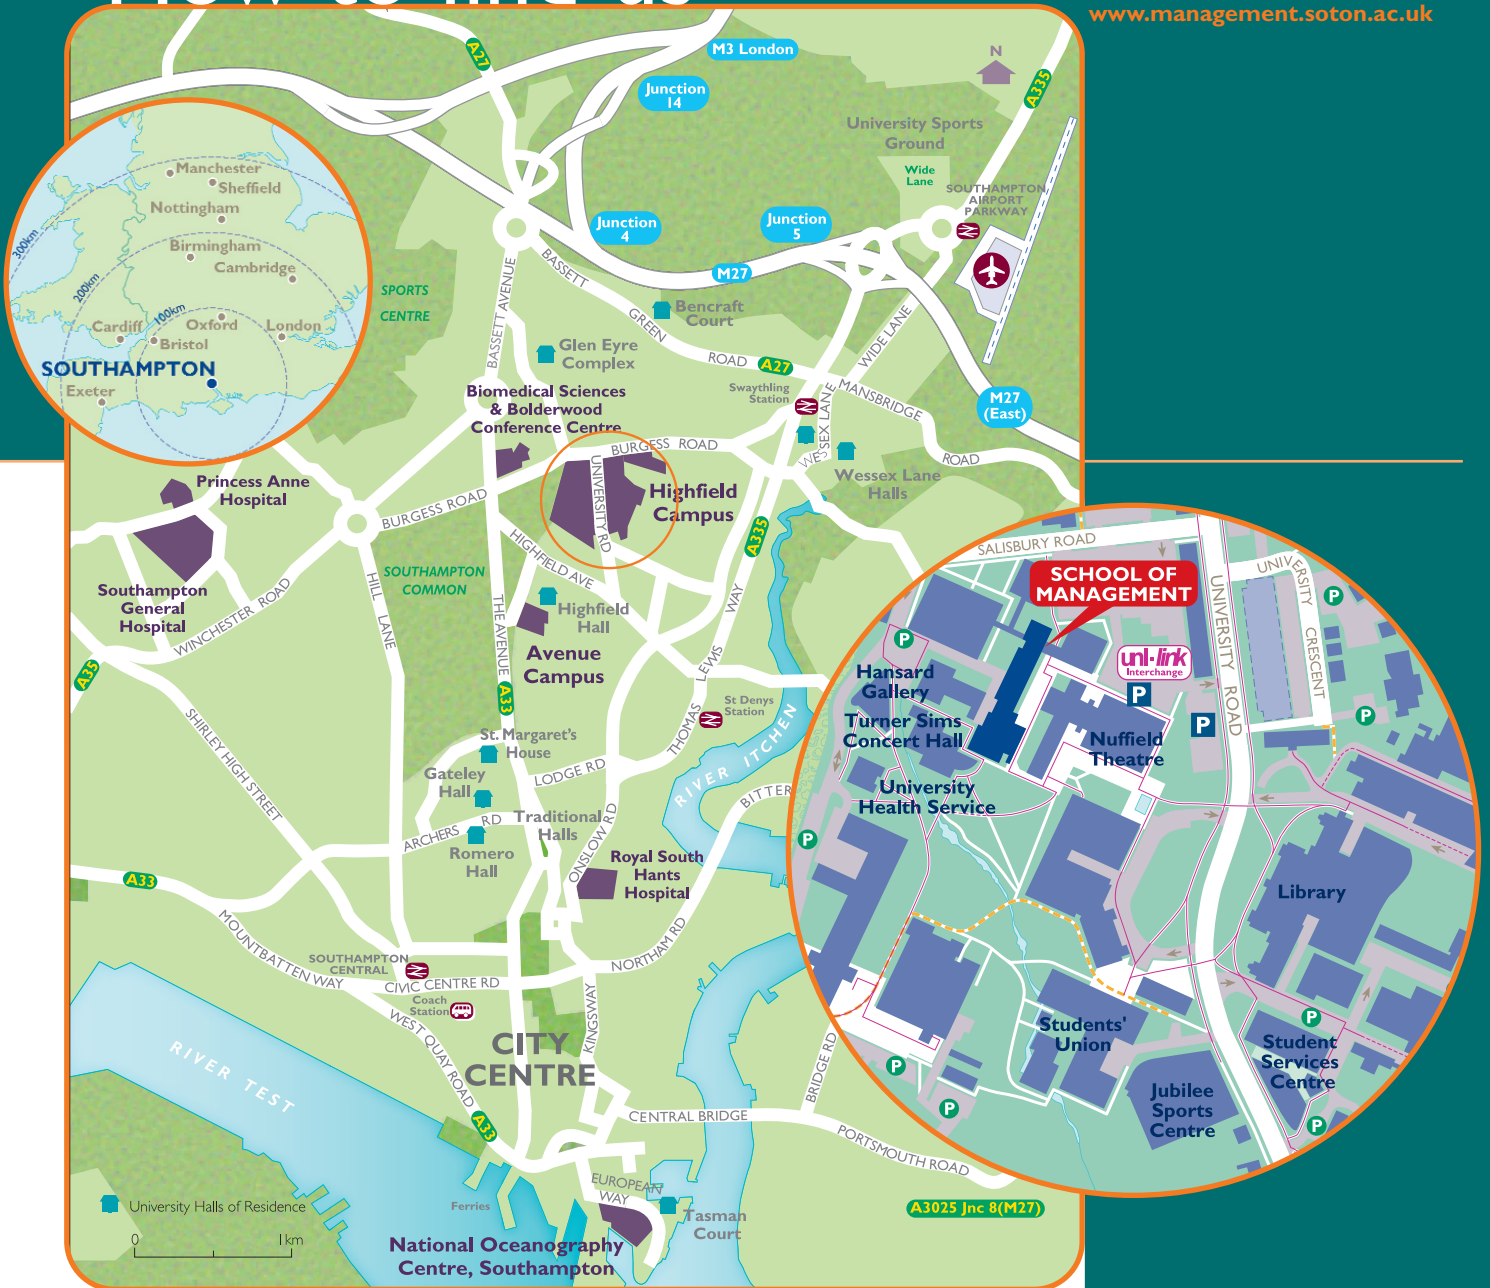 How to find us
www.management.soton.ac.uk
A27
M3 London
N
Junction
14
A335
University Sports
Ground
Wide
Lane
SOUTHAMPTON
AIRPORT
PARKWAY
Junction
4
Junction
5
M27
Manchester
Sheffield
Nottingham
Birmingham
Cambridge
300km
200km
100km
Cardiff
Oxford
London
Bristol
SOUTHAMPTON
Exeter
SPORTS
CENTRE
BASSETT AVENUE
BASSETT
GREEN
ROAD
A27
Bencraft
Court
Glen Eyre
Complex
WIDE LANE
Swaythling
Station
MANSBRIDGE
ROAD
M27
(East)
Biomedical Sciences
& Bolderwood
Conference Centre
BURGESS ROAD
WESSEX LANE
Wessex Lane
Halls
Princess Anne
Hospital
BURGESS ROAD
UNIVERSITY RD
Highfield
Campus
A335
HIGHFIELD AVE
SOUTHAMPTON
COMMON
Southampton
General
Hospital
WINCHESTER ROAD
HILL LANE
THE AVENUE
Highfield
Hall
Avenue
Campus
THOMAS LEWIS WAY
A35
A33
St Denys
Station
SHIRLEY HIGH STREET
St. Margaret's
House
LODGE RD
Gateley
Hall
RIVER ITCHEN
BITTER
ARCHERS RD
Traditional
Halls
Romero
Hall
ONSLOW RD
Royal South
Hants
Hospital
A33
MOUNTBATTEN WAY
SOUTHAMPTON
CENTRAL
CIVIC CENTRE RD
NORTHAM RD
Coach
Station
WEST QUAY ROAD
KINGSWAY
CITY
CENTRE
RIVER TEST
A33
CENTRAL BRIDGE
BRIDGE RD
PORTSMOUTH ROAD
A3025 Jnc 8(M27)
EUROPEAN
WAY
Ferries
Tasman
Court
National Oceanography
Centre, Southampton
University Halls of Residence
0
1km
SALISBURY ROAD
SCHOOL OF
MANAGEMENT
UNIVERSITY ROAD
UNIVERSITY CRESCENT
P
P
uni-link
Interchange
P
P
P
Hansard
Gallery
Turner Sims
Concert Hall
Nuffield
Theatre
University
Health Service
P
Library
Students'
Union
P
Student
Services
Centre
P
Jubilee
Sports
Centre
P
P